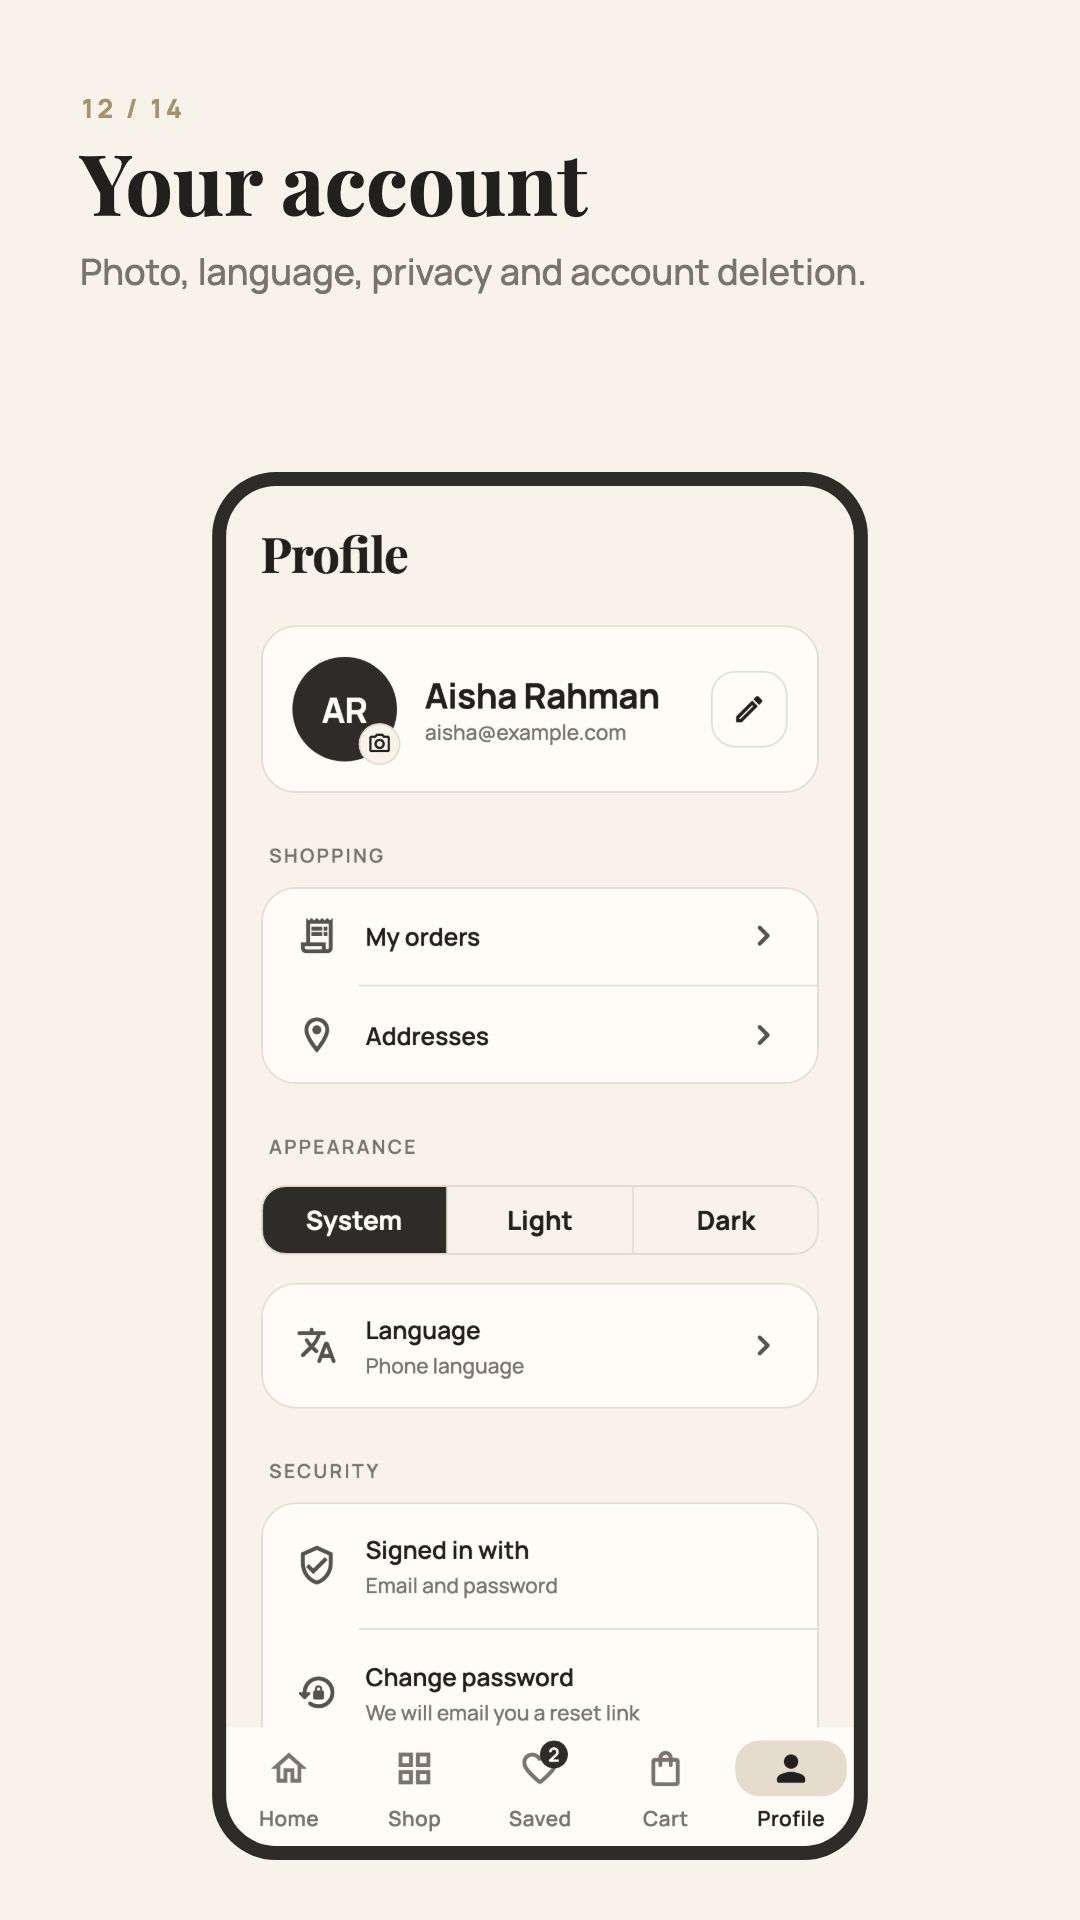 12 / 14
Your account
Photo, language, privacy and account deletion.
Profile
AR
Aisha Rahman
aisha@example.com
SHOPPING
My orders
Addresses
APPEARANCE
System
Light
Dark
Language
Phone language
SECURITY
Signed in with
Email and password
Change password
We will email you a reset link
2
Home
Shop
Saved
Cart
Profile